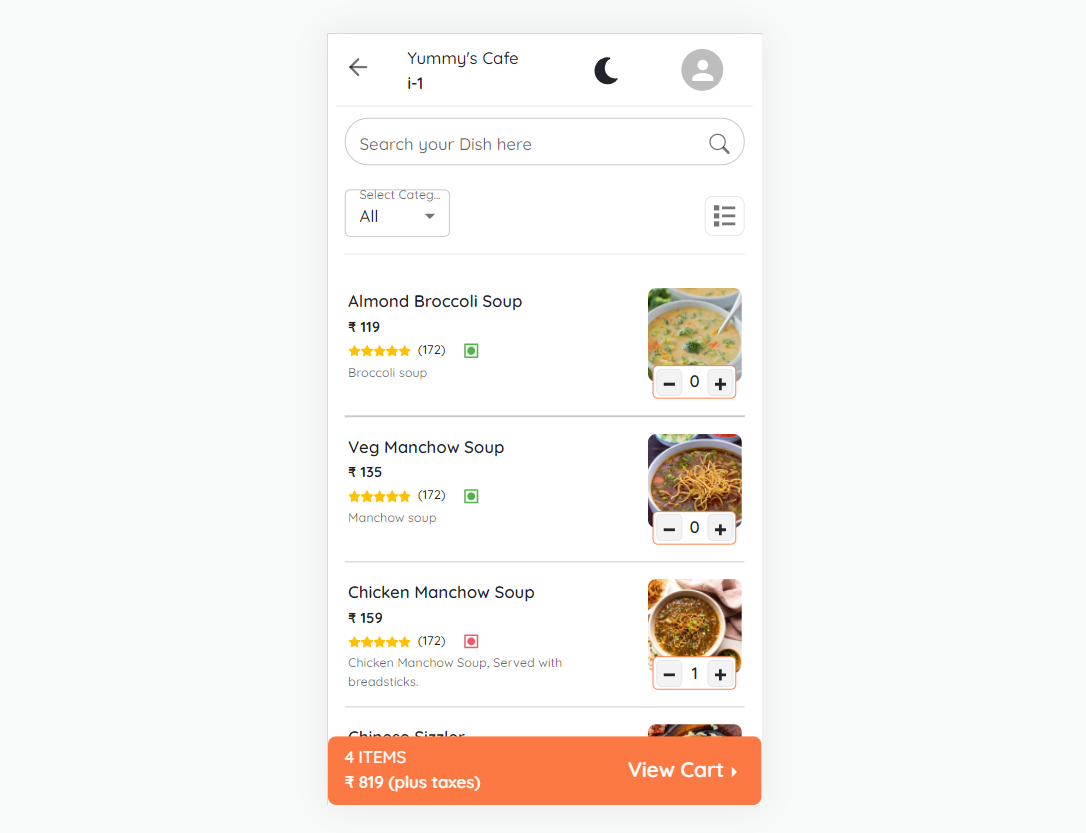 Yummy's Cafe
i-1
Search your Dish here
Select Categ...
All
Almond Broccoli Soup
₹ 119
(172)
Broccoli soup
0
Veg Manchow Soup
₹ 135
(172)
Manchow soup
0
Chicken Manchow Soup
₹ 159
(172)
Chicken Manchow Soup, Served with
breadsticks.
1
Chinese Sizzler
4 ITEMS
₹ 819 (plus taxes)
View Cart